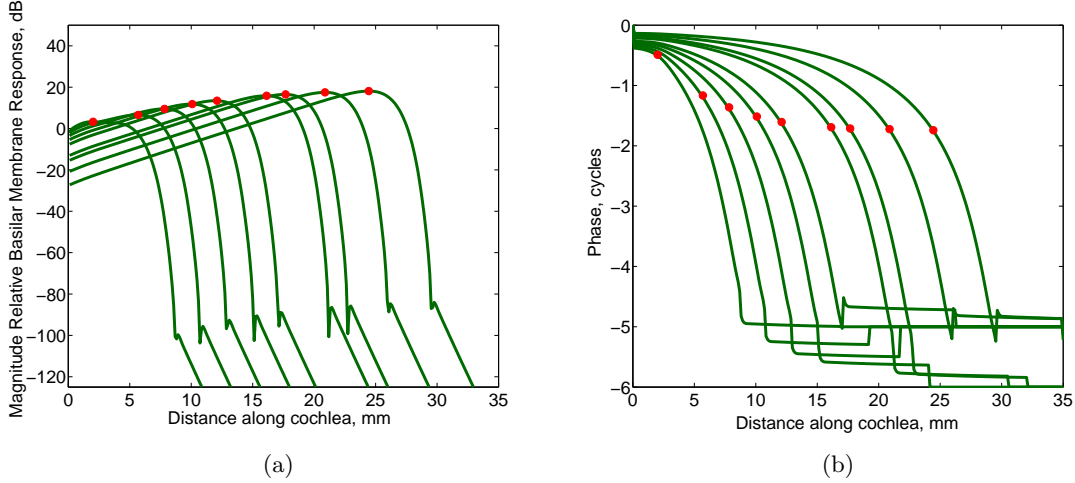 Magnitude Relative Basilar Membrane Response, dB
40
20
0
−20
−40
−60
−80
−100
−120
0 5 10 15 20 25 30 35
Distance along cochlea, mm
(a)
Phase, cycles
0
−1
−2
−3
−4
−5
−6
0 5 10 15 20 25 30 35
Distance along cochlea, mm
(b)